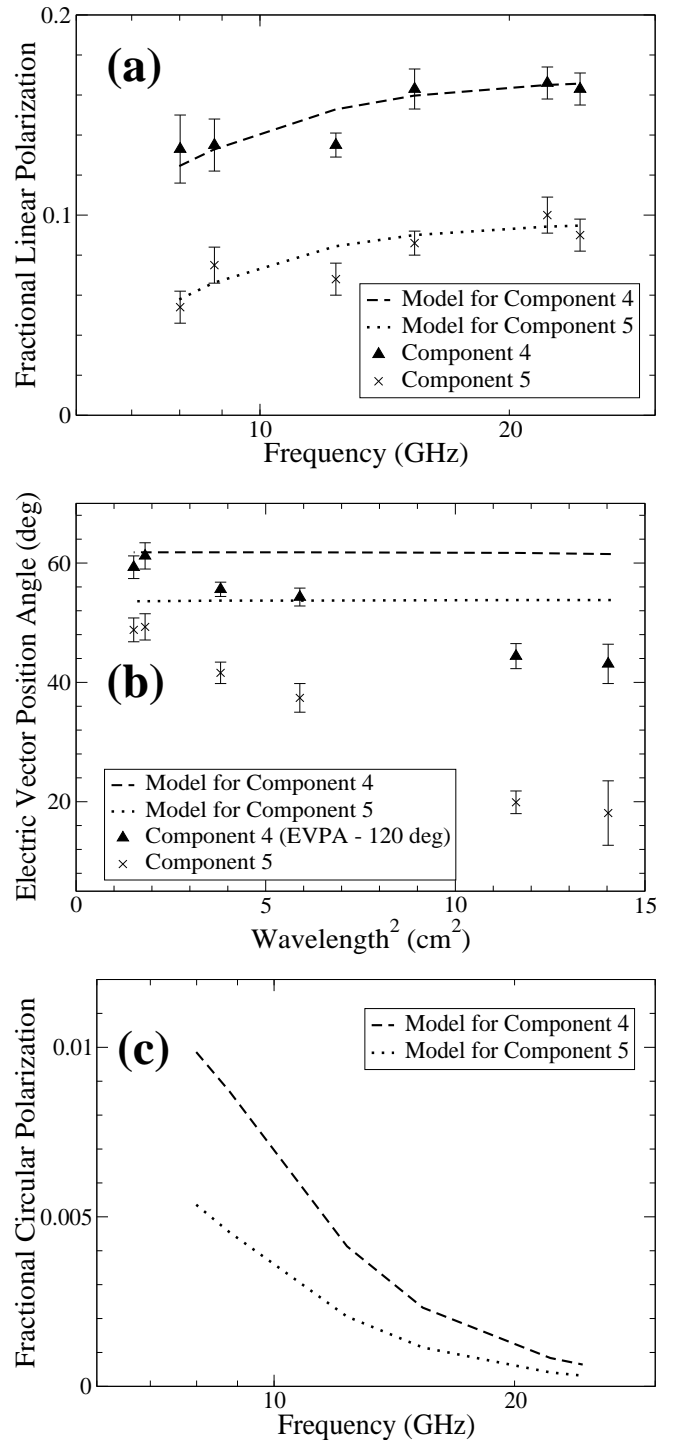 (a)
Fractional Linear Polarization
0.2
0.1
0
Model for Component 4
Model for Component 5
Component 4
Component 5
10
20
Frequency (GHz)
(b)
Electric Vector Position Angle (deg)
60
40
20
Model for Component 4
Model for Component 5
Component 4 (EVPA - 120 deg)
Component 5
0
5
10
15
Wavelength² (cm²)
(c)
Fractional Circular Polarization
0.01
0.005
0
Model for Component 4
Model for Component 5
10
20
Frequency (GHz)